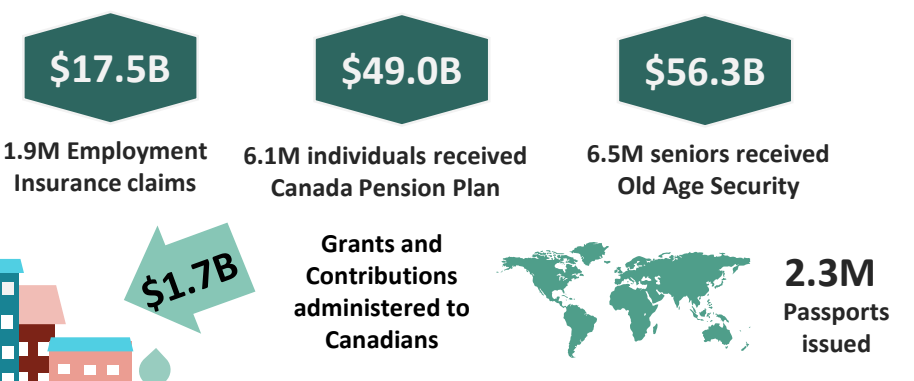 $17.5B
1.9M Employment
Insurance claims
$49.0B
6.1M individuals received
Canada Pension Plan
$56.3B
6.5M seniors received
Old Age Security
$1.7B
Grants and
Contributions
administered to
Canadians
2.3M
Passports
issued